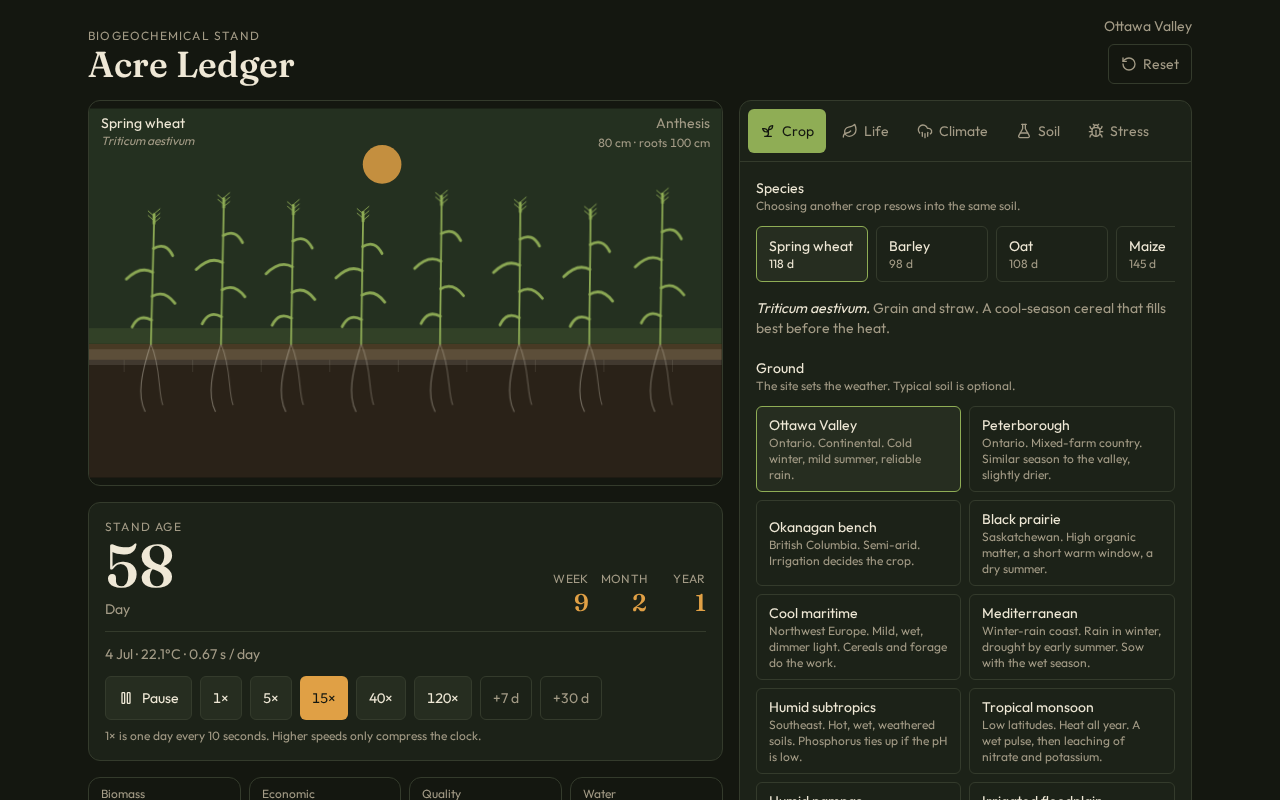 BIOGEOCHEMICAL STAND
Acre Ledger
Ottawa Valley
Reset
Spring wheat
Triticum aestivum
Anthesis
80 cm · roots 100 cm
STAND AGE
58
Day
WEEK MONTH YEAR
9 2 1
4 Jul · 22.1°C · 0.67 s / day
Pause 1× 5× 15× 40× 120× +7 d +30 d
1× is one day every 10 seconds. Higher speeds only compress the clock.
Biomass Economic Quality Water
Crop Life Climate Soil Stress
Species
Choosing another crop resows into the same soil.
Spring wheat
118 d
Barley
98 d
Oat
108 d
Maize
145 d
Triticum aestivum. Grain and straw. A cool-season cereal that fills
best before the heat.
Ground
The site sets the weather. Typical soil is optional.
Ottawa Valley
Ontario. Continental. Cold
winter, mild summer, reliable
rain.
Peterborough
Ontario. Mixed-farm country.
Similar season to the valley,
slightly drier.
Okanagan bench
British Columbia. Semi-arid.
Irrigation decides the crop.
Black prairie
Saskatchewan. High organic
matter, a short warm window, a
dry summer.
Cool maritime
Northwest Europe. Mild, wet,
dimmer light. Cereals and forage
do the work.
Mediterranean
Winter-rain coast. Rain in winter,
drought by early summer. Sow
with the wet season.
Humid subtropics
Southeast. Hot, wet, weathered
soils. Phosphorus ties up if the pH
is low.
Tropical monsoon
Low latitudes. Heat all year. A
wet pulse, then leaching of
nitrate and potassium.
Humid pampas
Irrigated floodplain